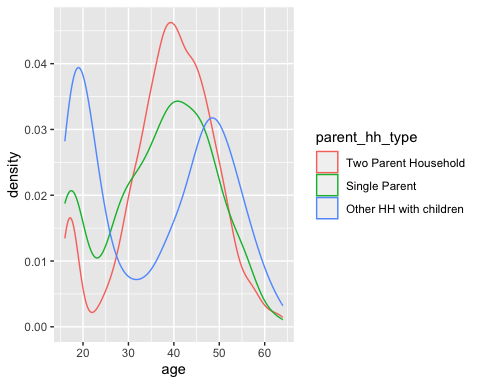 0.04
0.03
0.02
0.01
0.00
density
20 30 40 50 60
age
parent_hh_type
Two Parent Household
Single Parent
Other HH with children